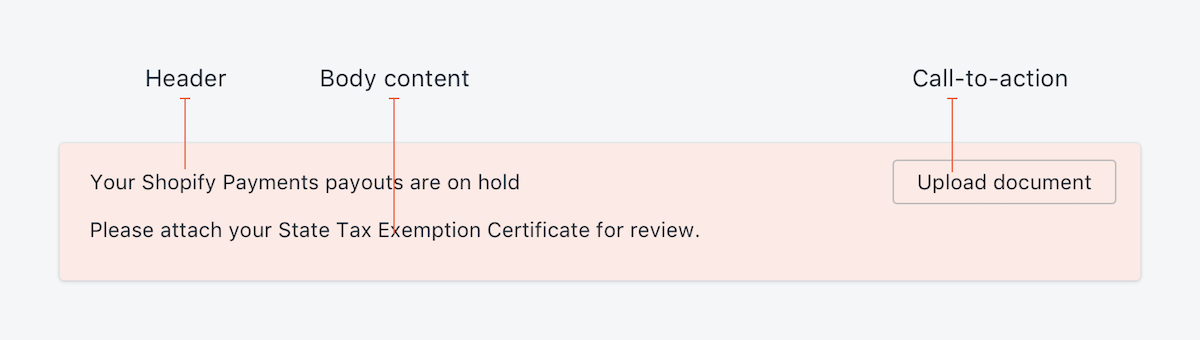 Header Body content Call-to-action
Your Shopify Payments payouts are on hold
Upload document
Please attach your State Tax Exemption Certificate for review.